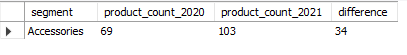 segment product_count_2020 product_count_2021 difference
Accessories 69 103 34